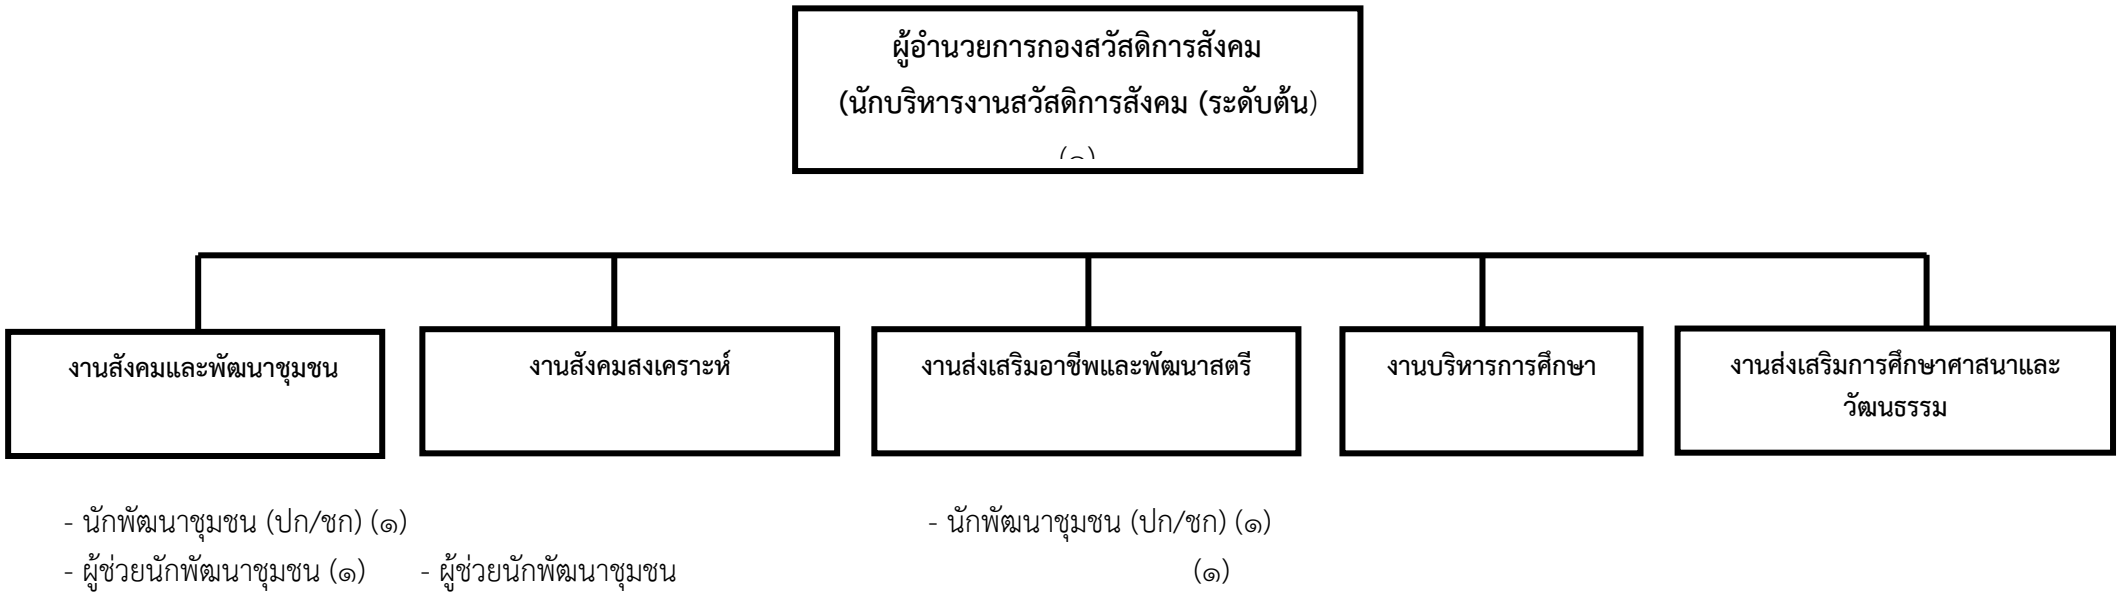 ผู้อำนวยการกองสวัสดิการสังคม
(นักบริหารงานสวัสดิการสังคม (ระดับต้น)
(๑)
งานสังคมและพัฒนาชุมชน
งานสังคมสงเคราะห์
งานส่งเสริมอาชีพและพัฒนาสตรี
งานบริหารการศึกษา
งานส่งเสริมการศึกษาศาสนาและ
วัฒนธรรม
- นักพัฒนาชุมชน (ปก/ชก) (๑)
- นักพัฒนาชุมชน (ปก/ชก) (๑)
- ผู้ช่วยนักพัฒนาชุมชน (๑)
- ผู้ช่วยนักพัฒนาชุมชน
(๑)